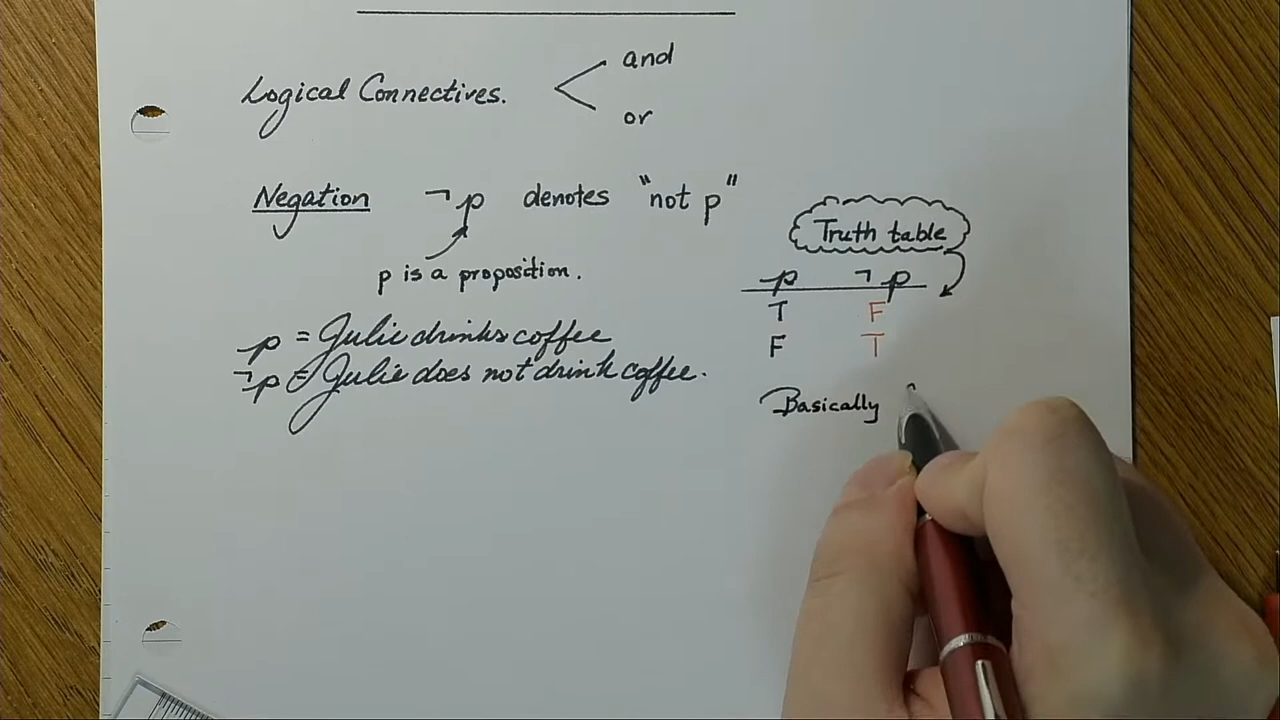 Logical Connectives. and
or
Negation ¬p denotes "not p"
p is a proposition.
Truth table
p ¬p
T F
F T
p = Julie drinks coffee
¬p = Julie does not drink coffee.
Basically